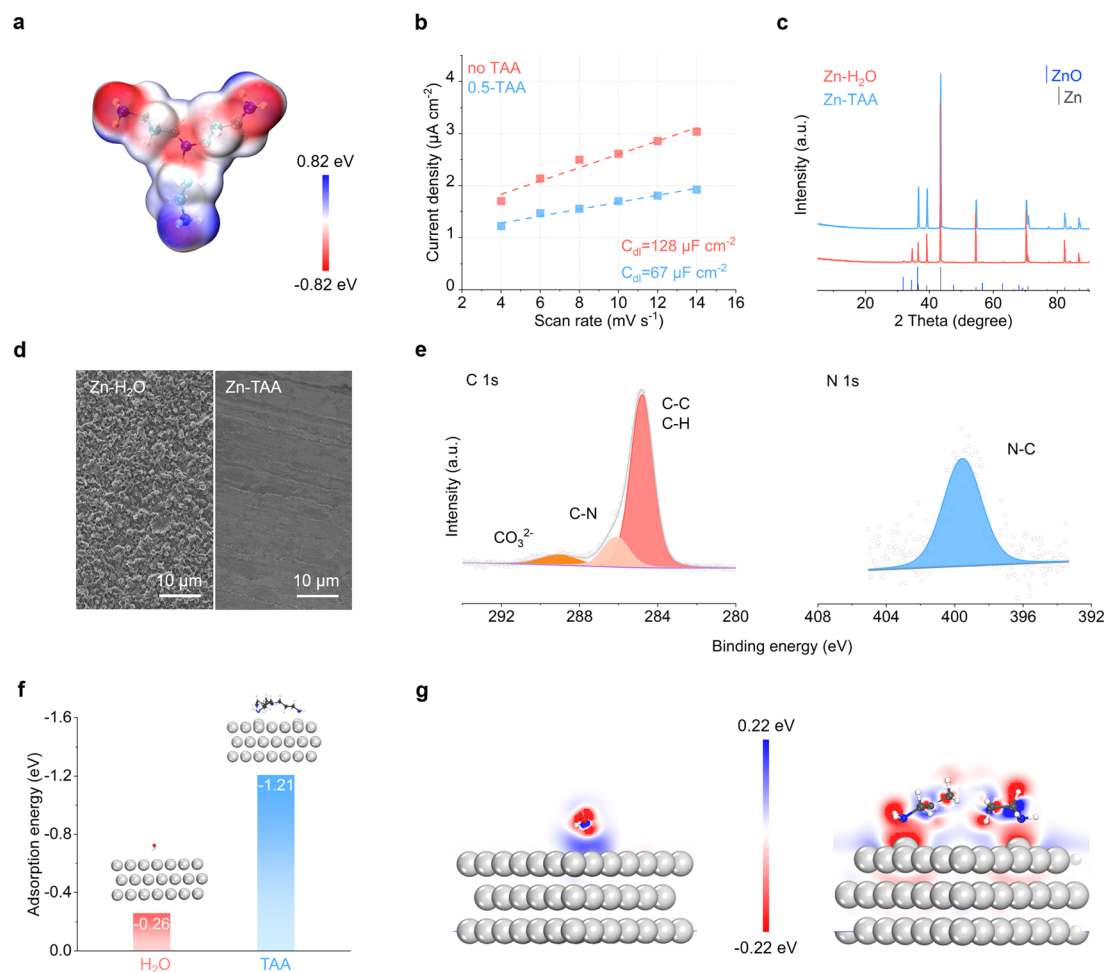 a
0.82 eV
-0.82 eV
b
Current density (µA cm⁻²)
4
3
2
1
0
no TAA
0.5-TAA
C_dl=128 µF cm⁻²
C_dl=67 µF cm⁻²
2 4 6 8 10 12 14 16
Scan rate (mV s⁻¹)
c
Intensity (a.u.)
Zn-H₂O
Zn-TAA
ZnO
Zn
20 40 60 80
2 Theta (degree)
d
Zn-H₂O
10 µm
Zn-TAA
10 µm
e
Intensity (a.u.)
C 1s
C-C
C-H
C-N
CO₃²⁻
292 288 284 280
N 1s
N-C
408 404 400 396 392
Binding energy (eV)
f
Adsorption energy (eV)
-1.6
-1.2
-0.8
-0.4
0.0
-0.26
-1.21
H₂O
TAA
g
0.22 eV
-0.22 eV